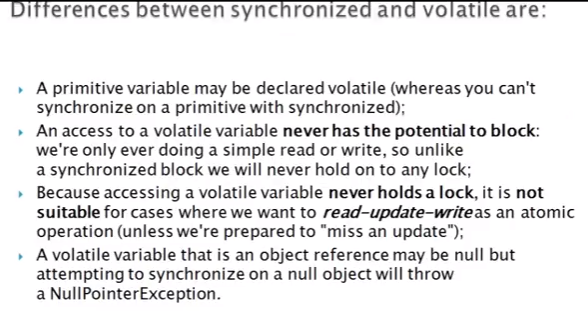 Differences between synchronized and volatile are:
A primitive variable may be declared volatile (whereas you can't
synchronize on a primitive with synchronized);
An access to a volatile variable never has the potential to block:
we're only ever doing a simple read or write, so unlike
a synchronized block we will never hold on to any lock;
Because accessing a volatile variable never holds a lock, it is not
suitable for cases where we want to read-update-write as an atomic
operation (unless we're prepared to "miss an update");
A volatile variable that is an object reference may be null but
attempting to synchronize on a null object will throw
a NullPointerException.